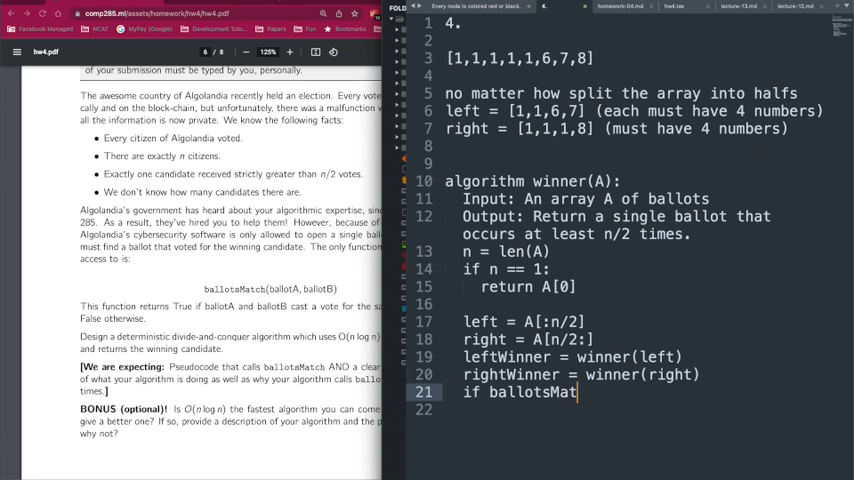 comp285.ml/assets/homework/hw4/hw4.pdf
Facebook Managed
NCAT
MyPay (Google)
Development Tutor
Papers
Fun
Bookmarks
hw4.pdf
6 / 8
125%
of your submission must be typed by you, personally.
The awesome country of Algolandia recently held an election. Every vote
cally and on the block-chain, but unfortunately, there was a malfunction
all the information is now private. We know the following facts:
• Every citizen of Algolandia voted.
• There are exactly n citizens.
• Exactly one candidate received strictly greater than n/2 votes.
• We don't know how many candidates there are.
Algolandia's government has heard about your algorithmic expertise, sinc
285. As a result, they've hired you to help them! However, because of
Algolandia's cybersecurity software is only allowed to open a single ball
must find a ballot that voted for the winning candidate. The only function
access to is:
ballotsMatch(ballotA, ballotB)
This function returns True if ballotA and ballotB cast a vote for the sa
False otherwise.
Design a deterministic divide-and-conquer algorithm which uses O(n log n)
and returns the winning candidate.
[We are expecting: Pseudocode that calls ballotsMatch AND a clear
of what your algorithm is doing as well as why your algorithm calls ballo
times.]
BONUS (optional)! Is O(n log n) the fastest algorithm you can come
give a better one? If so, provide a description of your algorithm and the p
why not?
FOLD
Every node is colored red or black.
4.
homework-04.md
hw4.tex
lecture-13.md
lecture-12.md
1 4.
2
3 [1,1,1,1,1,6,7,8]
4
5 no matter how split the array into halfs
6 left = [1,1,6,7] (each must have 4 numbers)
7 right = [1,1,1,8] (must have 4 numbers)
8
9
10 algorithm winner(A):
11 Input: An array A of ballots
12 Output: Return a single ballot that
occurs at least n/2 times.
13 n = len(A)
14 if n == 1:
15 return A[0]
16
17 left = A[:n/2]
18 right = A[n/2:]
19 leftWinner = winner(left)
20 rightWinner = winner(right)
21 if ballotsMat
22